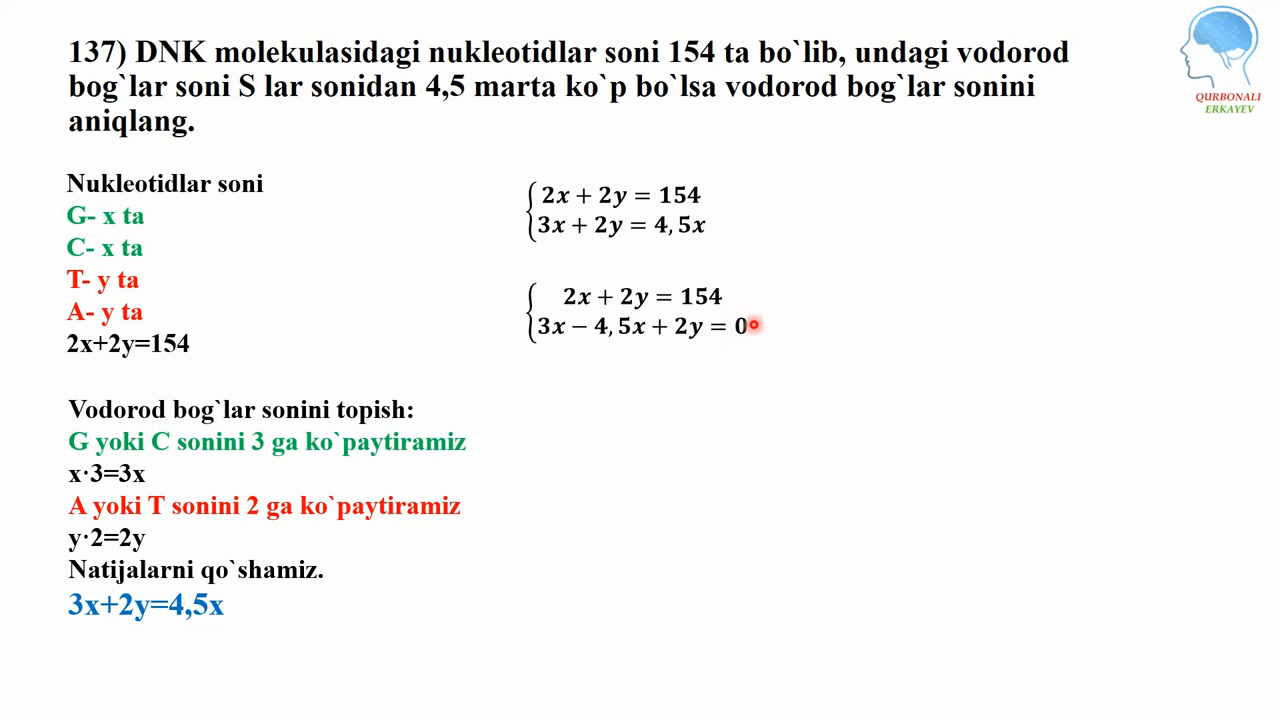 137) DNK molekulasidagi nukleotidlar soni 154 ta bo`lib, undagi vodorod
bog`lar soni S lar sonidan 4,5 marta ko`p bo`lsa vodorod bog`lar sonini
aniqlang.
QURBONALI
ERKAYEV
Nukleotidlar soni
G- x ta
C- x ta
T- y ta
A- y ta
2x+2y=154
Vodorod bog`lar sonini topish:
G yoki C sonini 3 ga ko`paytiramiz
x·3=3x
A yoki T sonini 2 ga ko`paytiramiz
y·2=2y
Natijalarni qo`shamiz.
3x+2y=4,5x
2x + 2y = 154
3x + 2y = 4, 5x
2x + 2y = 154
3x − 4, 5x + 2y = 0